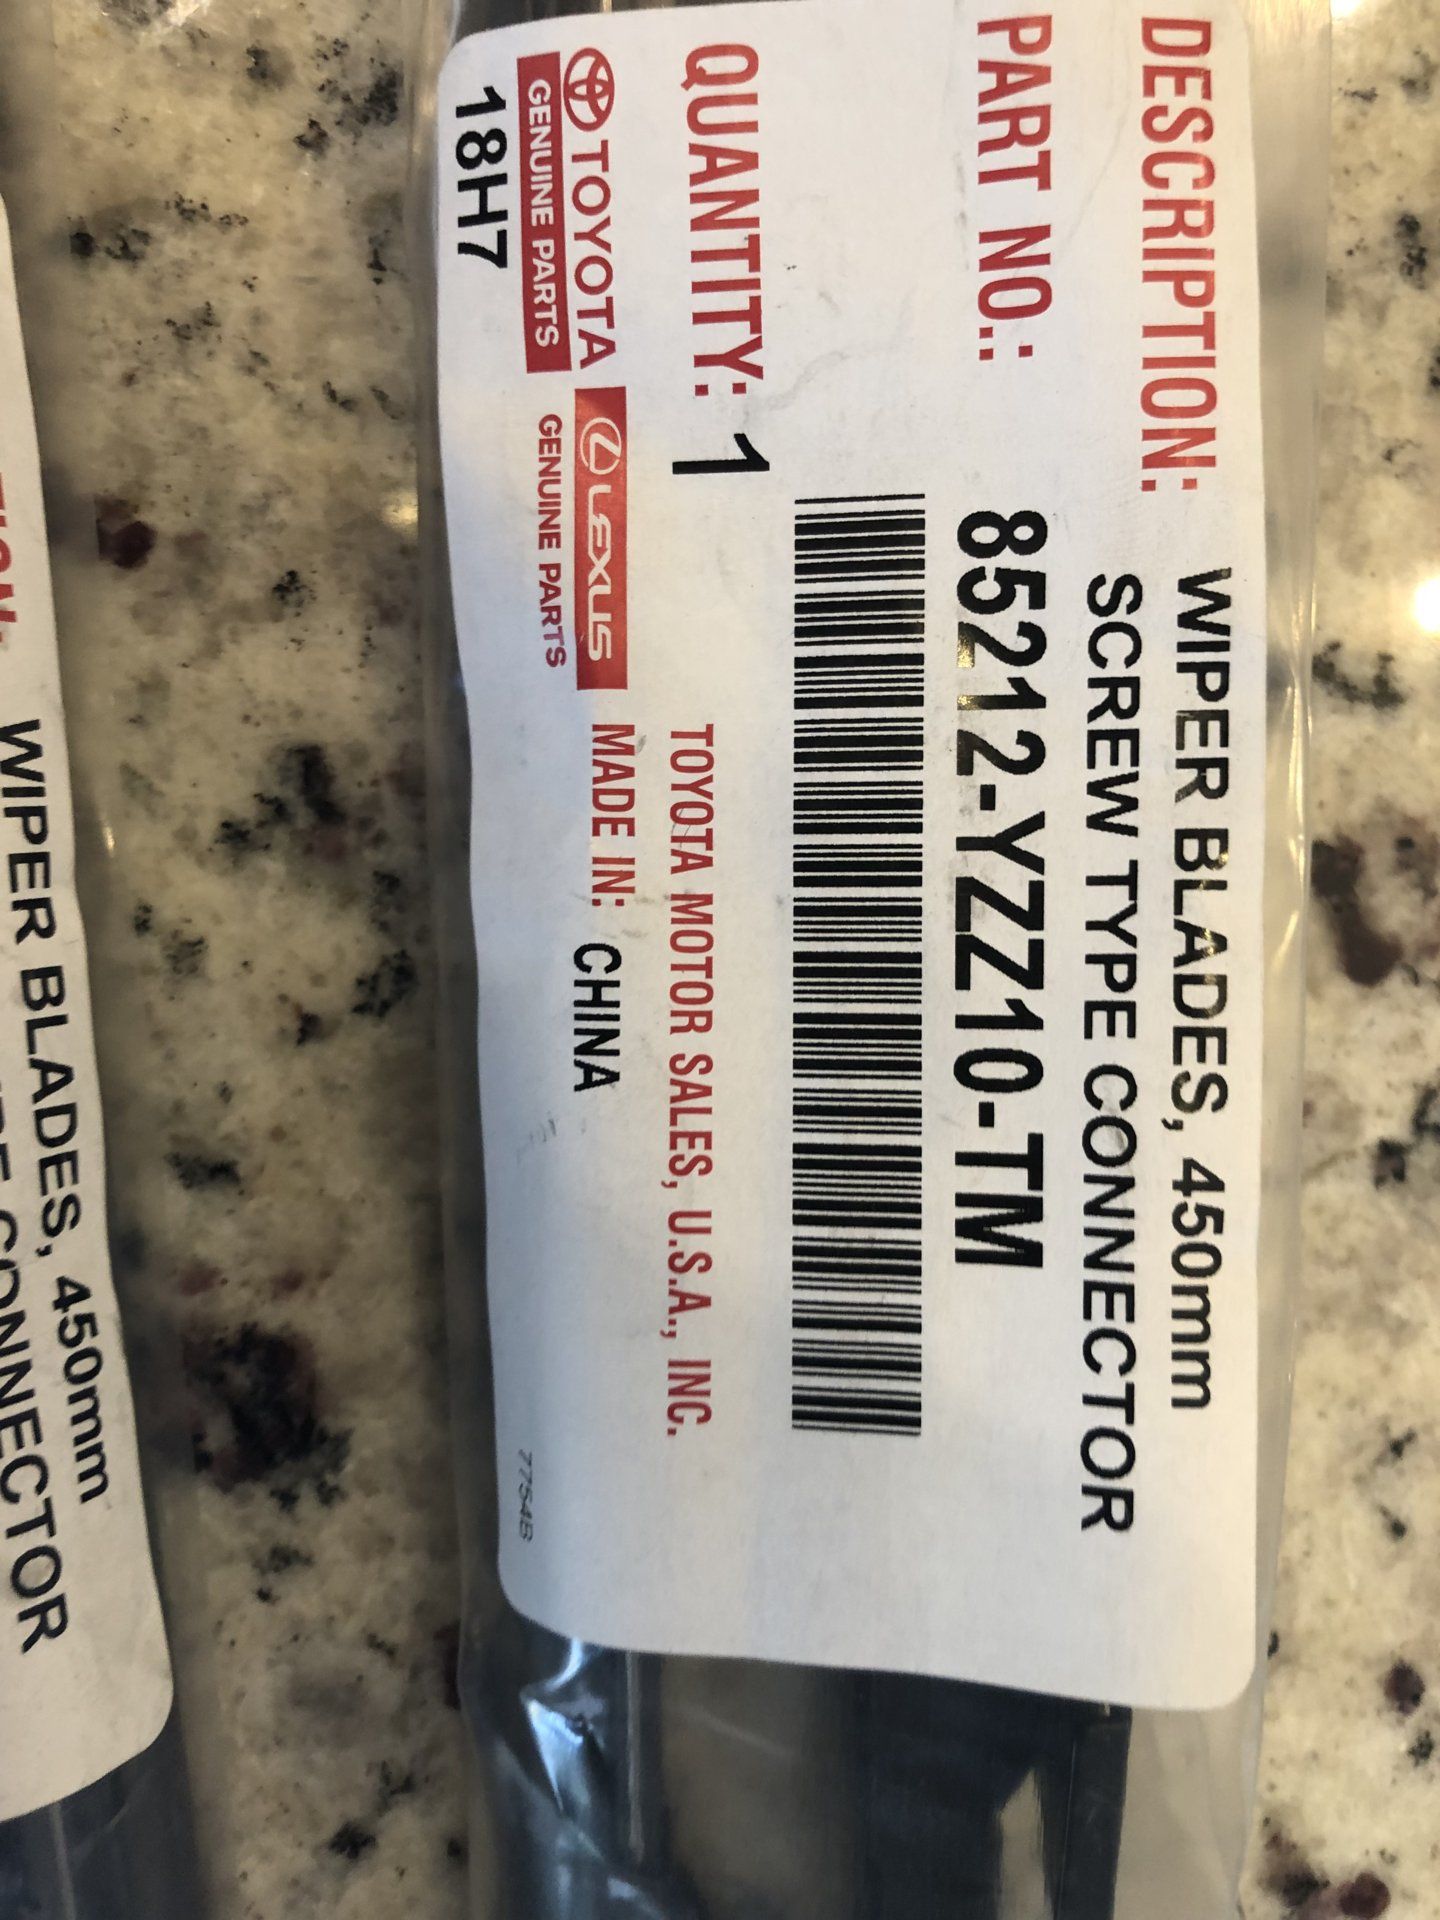 DESCRIPTION: WIPER BLADES, 450mm
SCREW TYPE CONNECTOR
PART NO.: 85212-YZZ10-TM
QUANTITY: 1
TOYOTA MOTOR SALES, U.S.A., INC.
TOYOTA
GENUINE PARTS
LEXUS
GENUINE PARTS
MADE IN: CHINA
18H7
7754B
WIPER BLADES, 450mm
CONNECTOR